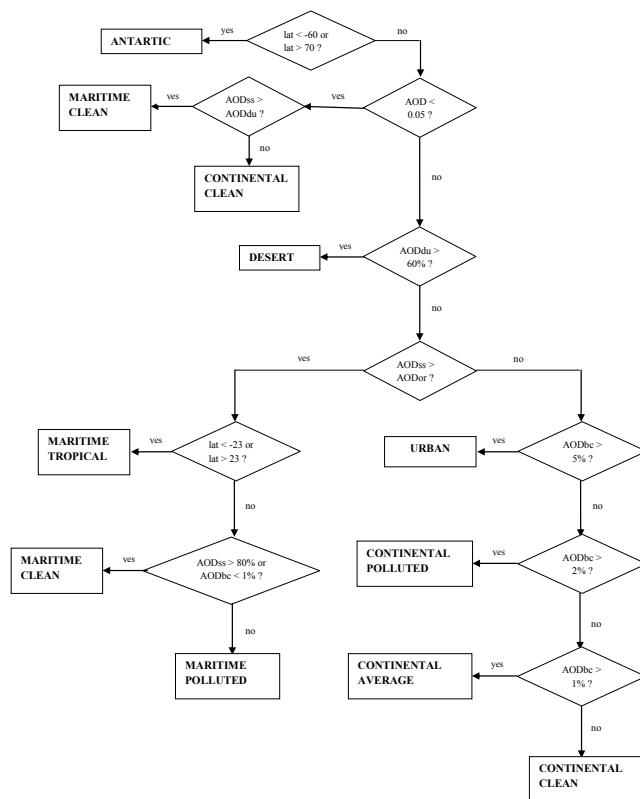 lat < -60 or
lat > 70 ?
yes
no
ANTARTIC
AOD <
0.05 ?
yes
AODss >
AODdu ?
yes
MARITIME
CLEAN
no
CONTINENTAL
CLEAN
no
AODdu >
60% ?
yes
DESERT
no
AODss >
AODor ?
yes
no
lat < -23 or
lat > 23 ?
yes
MARITIME
TROPICAL
no
AODss > 80% or
AODbc < 1% ?
yes
MARITIME
CLEAN
no
MARITIME
POLLUTED
AODbc >
5% ?
yes
URBAN
no
AODbc >
2% ?
yes
CONTINENTAL
POLLUTED
no
AODbc >
1% ?
yes
CONTINENTAL
AVERAGE
no
CONTINENTAL
CLEAN